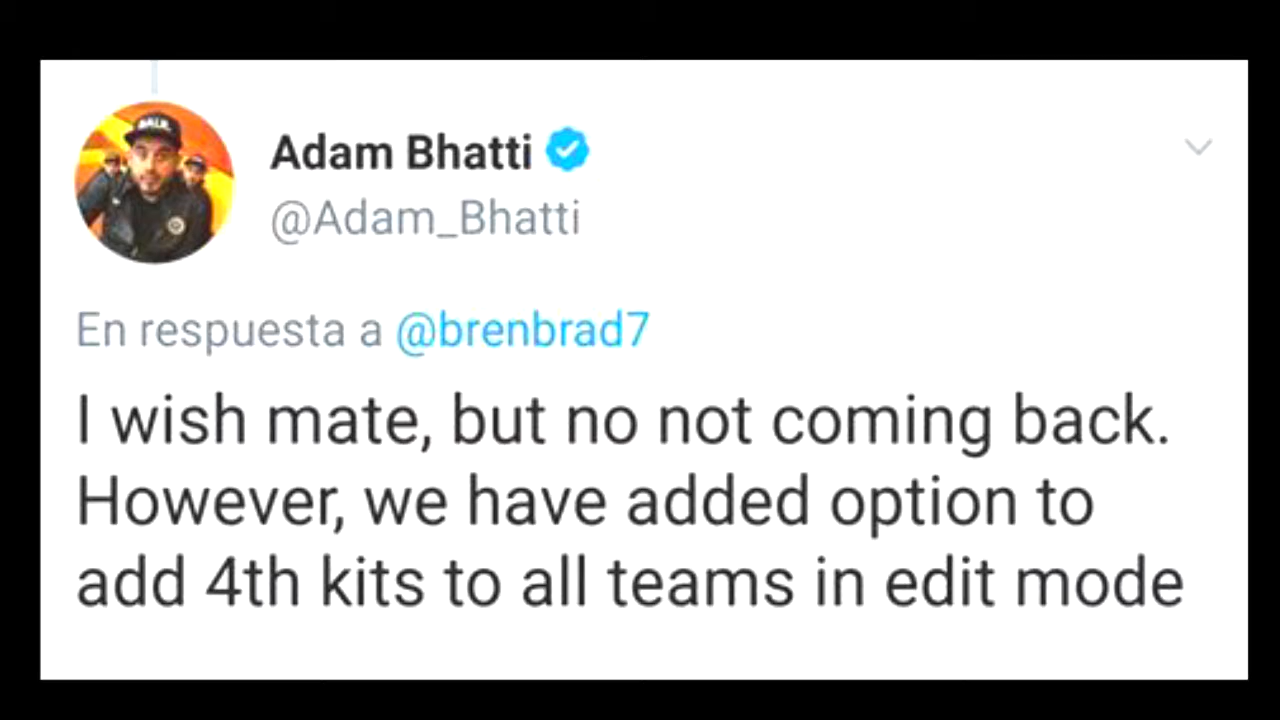 Adam Bhatti
@Adam_Bhatti
En respuesta a @brenbrad7
I wish mate, but no not coming back.
However, we have added option to
add 4th kits to all teams in edit mode